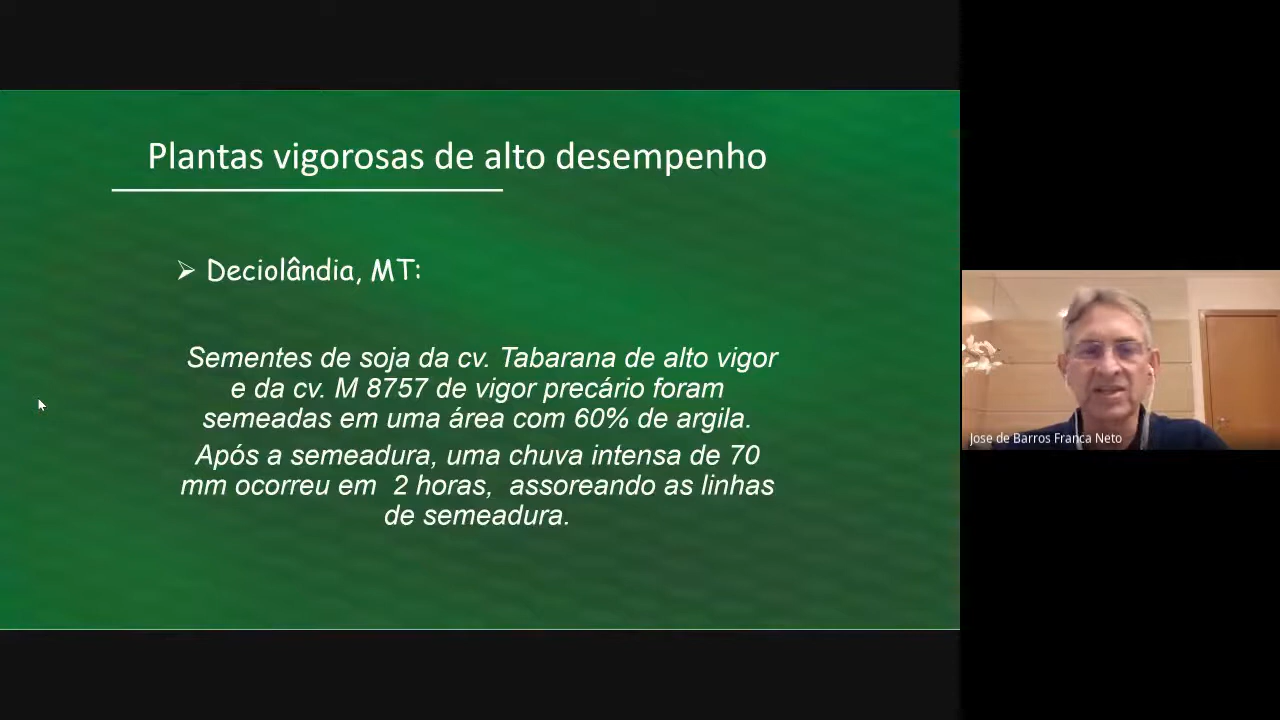 Plantas vigorosas de alto desempenho
➢ Deciolândia, MT:
Sementes de soja da cv. Tabarana de alto vigor
e da cv. M 8757 de vigor precário foram
semeadas em uma área com 60% de argila.
Após a semeadura, uma chuva intensa de 70
mm ocorreu em 2 horas, assoreando as linhas
de semeadura.
Jose de Barros França Neto